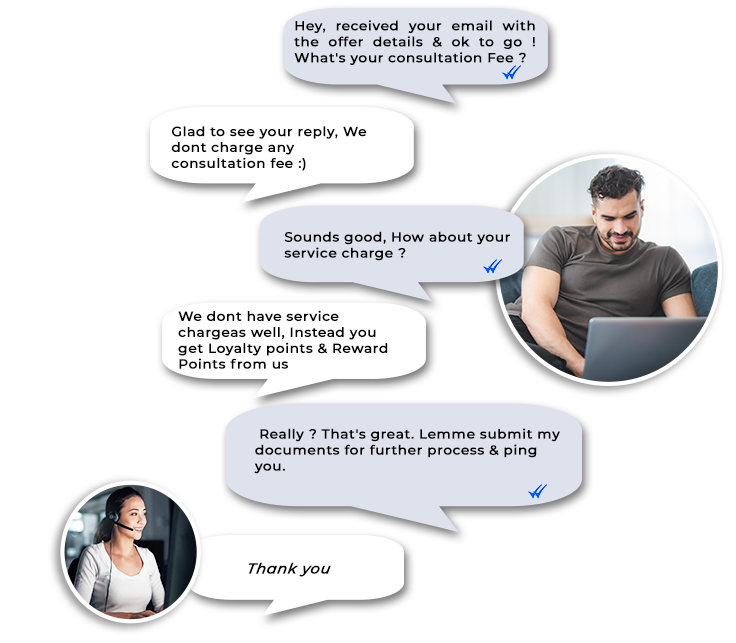 Hey, received your email with
the offer details & ok to go !
What's your consultation Fee ?
Glad to see your reply, We
dont charge any
consultation fee :)
Sounds good, How about your
service charge ?
We dont have service
chargeas well, Instead you
get Loyalty points & Reward
Points from us
Really ? That's great. Lemme submit my
documents for further process & ping
you.
Thank you